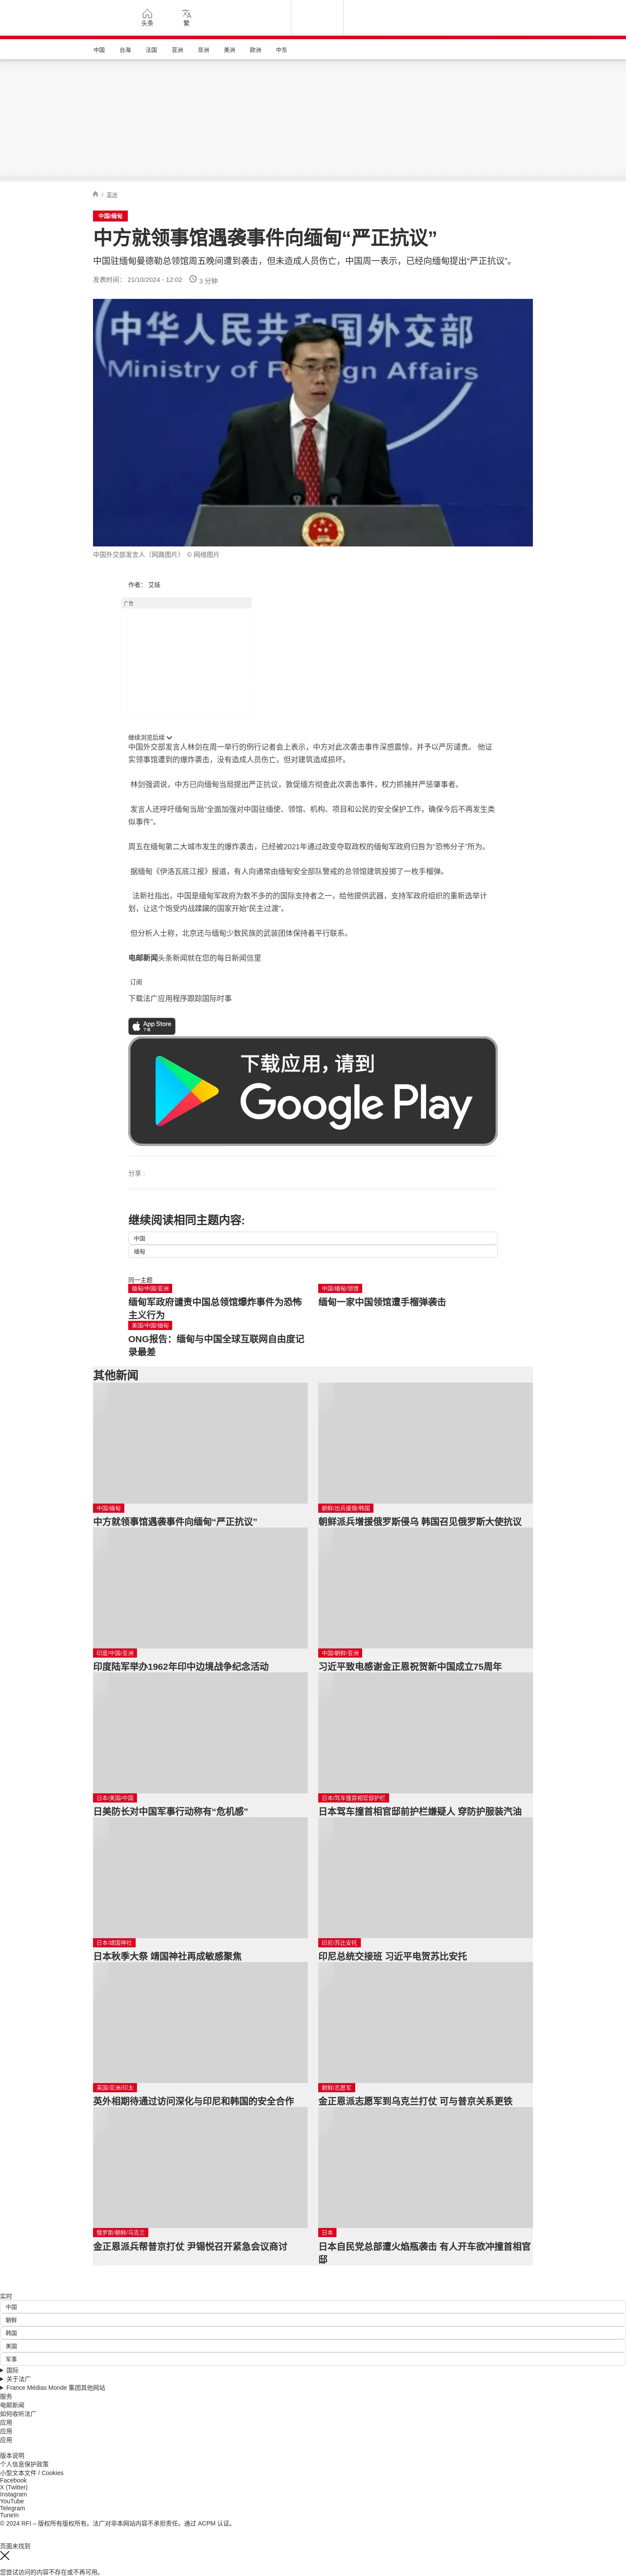 头条
繁
中国 台海 法国 亚洲 非洲 美洲 欧洲 中东
/ 亚洲
中国/缅甸
中方就领事馆遇袭事件向缅甸“严正抗议”
中国驻缅甸曼德勒总领馆周五晚间遭到袭击，但未造成人员伤亡，中国周一表示，已经向缅甸提出“严正抗议”。
发表时间： 21/10/2024 - 12:02 3 分钟
中华人民共和国外交部
Ministry of Foreign Affairs
中国外交部发言人（网路图片） © 网络图片
作者： 艾妩
广告
继续浏览后续
中国外交部发言人林剑在周一举行的例行记者会上表示，中方对此次袭击事件深感震惊，并予以严厉谴责。 他证
实领事馆遭到的爆炸袭击，没有造成人员伤亡，但对建筑造成损坏。
林剑强调说，中方已向缅甸当局提出严正抗议，敦促缅方彻查此次袭击事件，权力抓捕并严惩肇事者。
发言人还呼吁缅甸当局“全面加强对中国驻缅使、领馆、机构、项目和公民的安全保护工作，确保今后不再发生类
似事件”。
周五在缅甸第二大城市发生的爆炸袭击，已经被2021年通过政变夺取政权的缅甸军政府归咎为“恐怖分子”所为。
据缅甸《伊洛瓦底江报》报道，有人向通常由缅甸安全部队警戒的总领馆建筑投掷了一枚手榴弹。
法新社指出，中国是缅甸军政府为数不多的的国际支持者之一，给他提供武器，支持军政府组织的重新选举计
划，让这个饱受内战蹂躏的国家开始“民主过渡”。
但分析人士称，北京还与缅甸少数民族的武装团体保持着平行联系。
电邮新闻头条新闻就在您的每日新闻信里
订阅
下载法广应用程序跟踪国际时事
App Store
下载
下载应用，请到
Google Play
分享 :
继续阅读相同主题内容:
中国
缅甸
同一主题
缅甸/中国/亚洲
缅甸军政府谴责中国总领馆爆炸事件为恐怖
主义行为
中国/缅甸/领馆
缅甸一家中国领馆遭手榴弹袭击
美国/中国/缅甸
ONG报告：缅甸与中国全球互联网自由度记
录最差
其他新闻
中国/缅甸
中方就领事馆遇袭事件向缅甸“严正抗议”
朝鲜/出兵援俄/韩国
朝鲜派兵增援俄罗斯侵乌 韩国召见俄罗斯大使抗议
印度/中国/亚洲
印度陆军举办1962年印中边境战争纪念活动
中国/朝鲜/亚洲
习近平致电感谢金正恩祝贺新中国成立75周年
日本/美国/中国
日美防长对中国军事行动称有“危机感”
日本/驾车撞首相官邸护栏
日本驾车撞首相官邸前护栏嫌疑人 穿防护服装汽油
日本/靖国神社
日本秋季大祭 靖国神社再成敏感聚焦
印尼/苏比安托
印尼总统交接班 习近平电贺苏比安托
英国/亚洲/印太
英外相期待通过访问深化与印尼和韩国的安全合作
朝鲜/志愿军
金正恩派志愿军到乌克兰打仗 可与普京关系更铁
俄罗斯/朝鲜/乌克兰
金正恩派兵帮普京打仗 尹锡悦召开紧急会议商讨
日本
日本自民党总部遭火焰瓶袭击 有人开车欲冲撞首相官
邸
实时
中国
朝鲜
韩国
美国
军事
国际
关于法广
France Médias Monde 集团其他网站
服务
电邮新闻
如何收听法广
应用
应用
应用
版本说明
个人信息保护政策
小型文本文件 / Cookies
Facebook
X (Twitter)
Instagram
YouTube
Telegram
TuneIn
© 2024 RFI – 版权所有版权所有。法广对非本网站内容不承担责任。通过 ACPM 认证。
页面未找到
您尝试访问的内容不存在或不再可用。